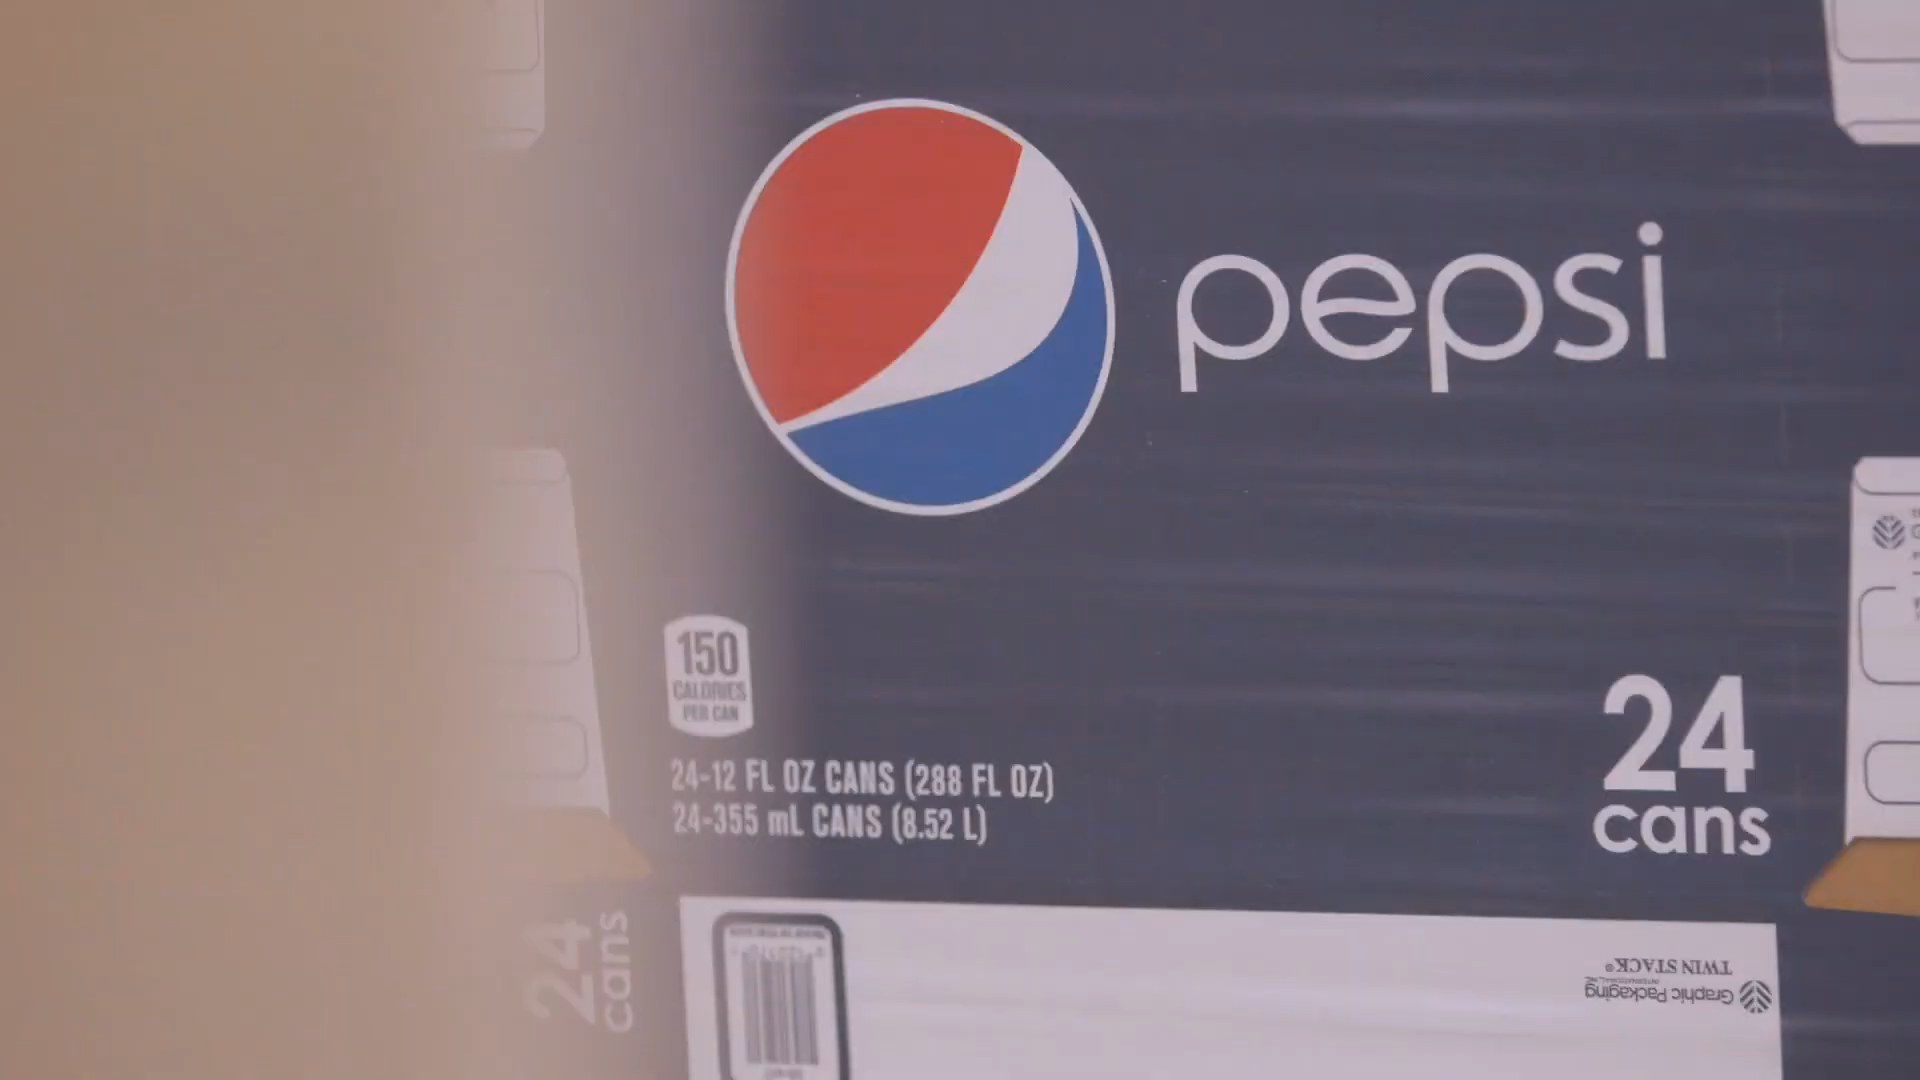 pepsi
150
CALORIES
PER CAN
24-12 FL OZ CANS (288 FL OZ)
24-355 mL CANS (8.52 L)
24
cans
24
cans
TWIN STACK®
Graphic Packaging